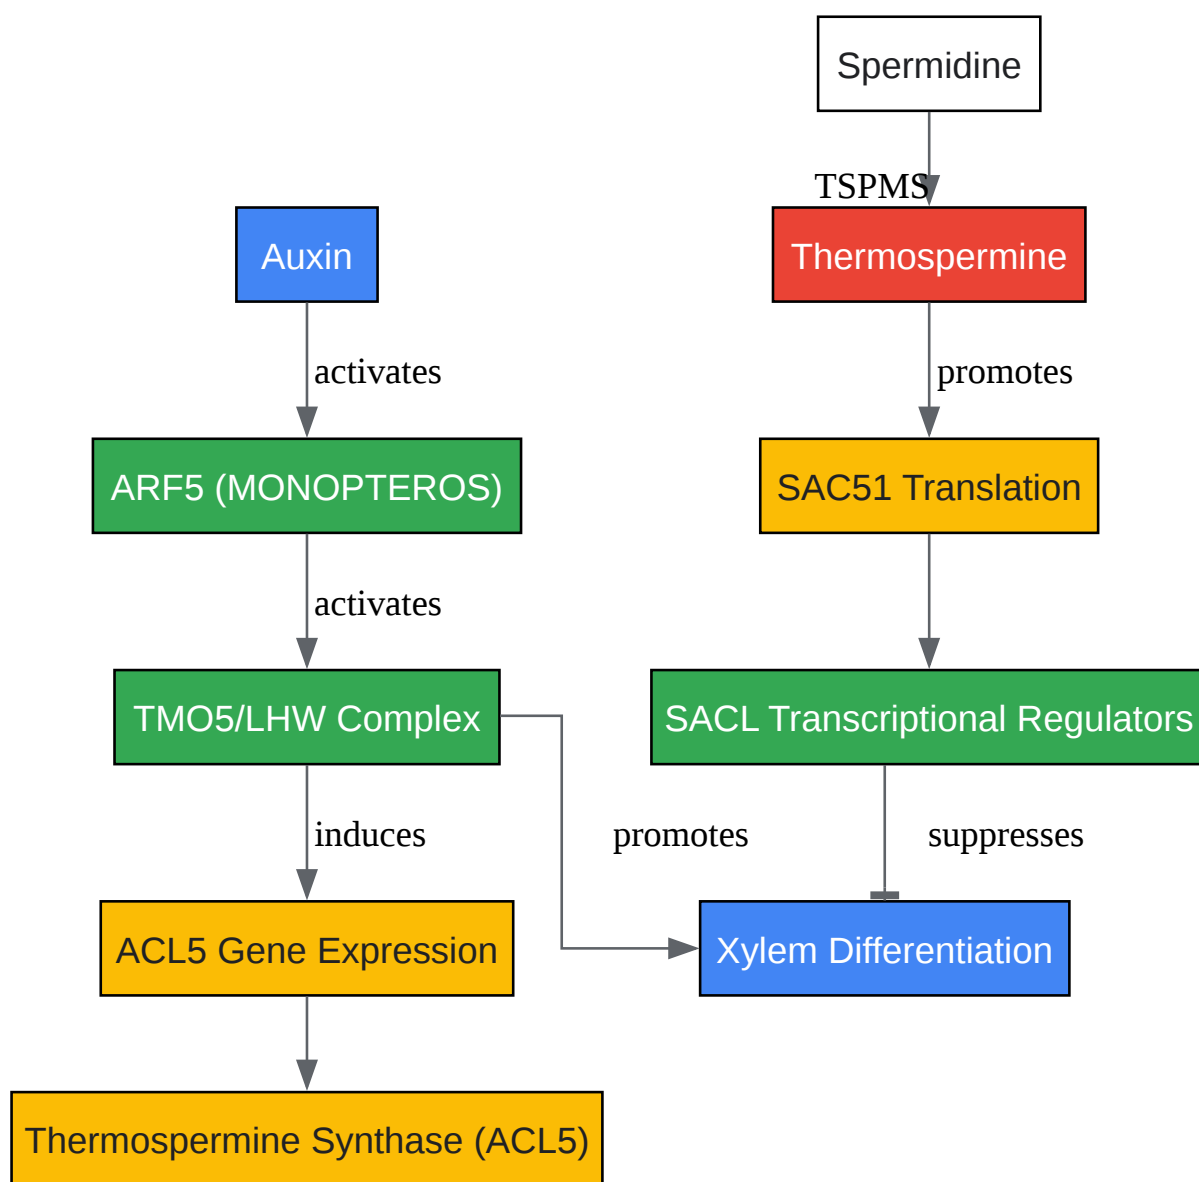 Spermidine
TSPMS
Auxin
Thermospermine
activates
promotes
ARF5 (MONOPTEROS)
SAC51 Translation
activates
TMO5/LHW Complex
SACL Transcriptional Regulators
induces
promotes
suppresses
ACL5 Gene Expression
Xylem Differentiation
Thermospermine Synthase (ACL5)